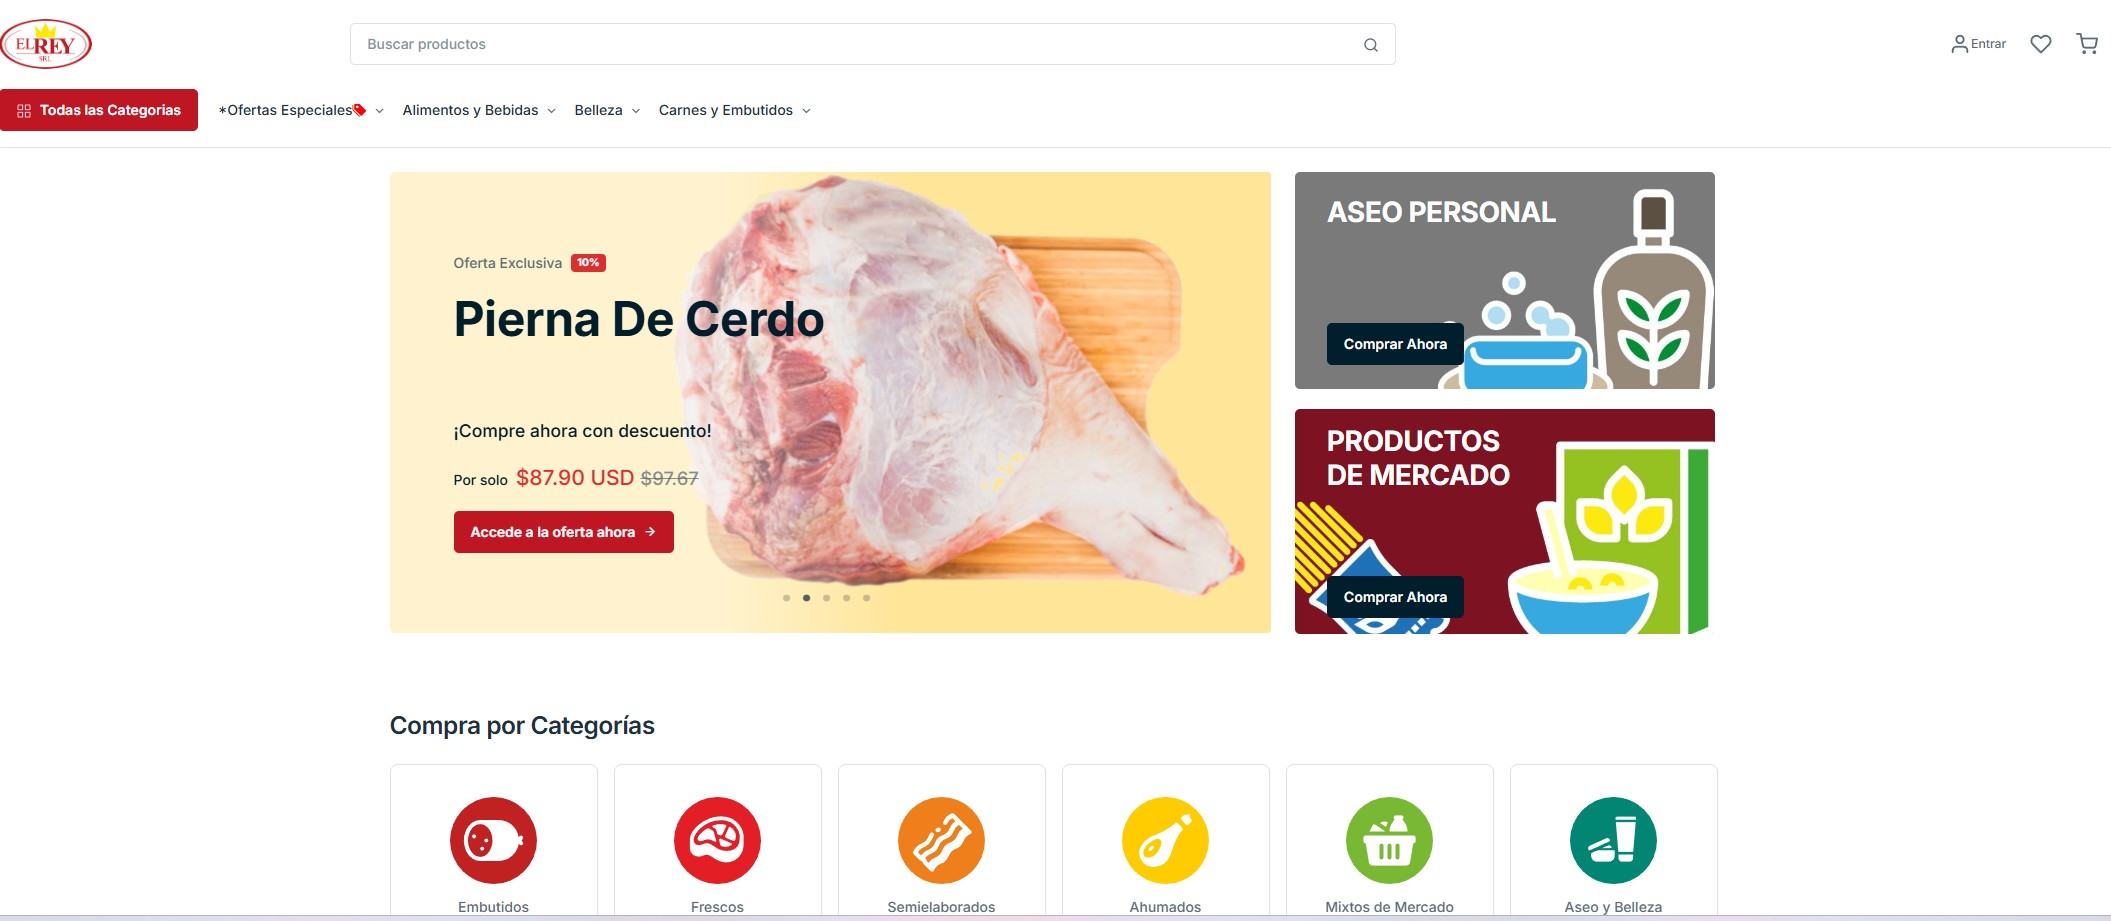 EL REY
SRL
Buscar productos
Entrar
Todas las Categorias
*Ofertas Especiales
Alimentos y Bebidas
Belleza
Carnes y Embutidos
Oferta Exclusiva 10%
Pierna De Cerdo
¡Compre ahora con descuento!
Por solo $87.90 USD $97.67
Accede a la oferta ahora →
ASEO PERSONAL
Comprar Ahora
PRODUCTOS
DE MERCADO
Comprar Ahora
Compra por Categorías
Embutidos
Frescos
Semielaborados
Ahumados
Mixtos de Mercado
Aseo y Belleza